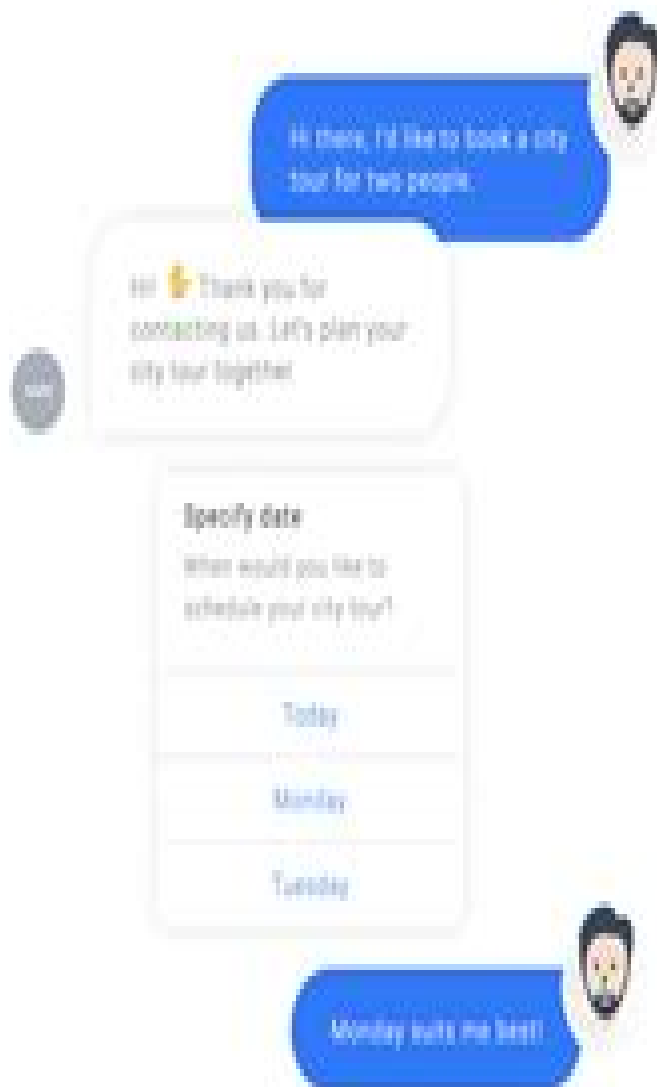 Hi there, I'd like to book a city
tour for two people.
Hi! ✋ Thank you for
contacting us. Let's plan your
city tour together
Specify date
When would you like to
schedule your city tour?
Today
Monday
Tuesday
Monday suits me best!